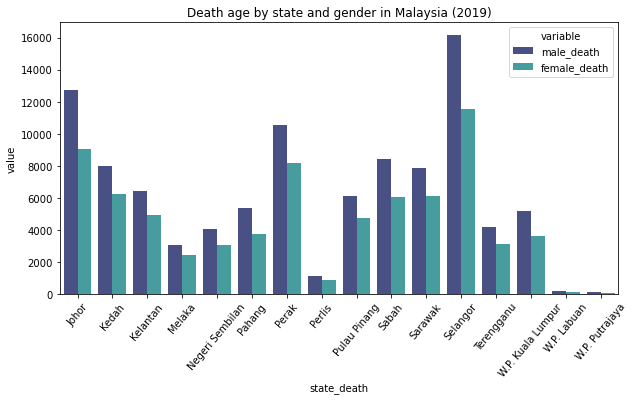 Death age by state and gender in Malaysia (2019)
variable
male_death
female_death
value
16000
14000
12000
10000
8000
6000
4000
2000
0
Johor
Kedah
Kelantan
Melaka
Negeri Sembilan
Pahang
Perak
Perlis
Pulau Pinang
Sabah
Sarawak
Selangor
Terengganu
W.P. Kuala Lumpur
W.P. Labuan
W.P. Putrajaya
state_death